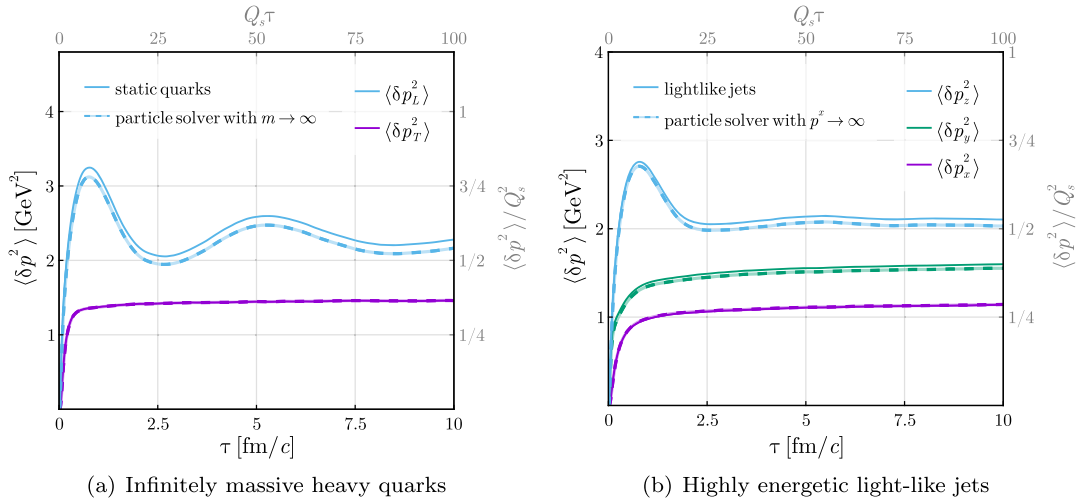 Q_sτ
0 25 50 75 100
static quarks
particle solver with m → ∞
⟨δp_L^2⟩
⟨δp_T^2⟩
⟨δp^2⟩ [GeV^2]
4
3
2
1
1
3/4
1/2
1/4
⟨δp^2⟩/Q_s^2
0 2.5 5 7.5 10
τ [fm/c]
(a) Infinitely massive heavy quarks
Q_sτ
0 25 50 75 100
lightlike jets
particle solver with p^x → ∞
⟨δp_z^2⟩
⟨δp_y^2⟩
⟨δp_x^2⟩
⟨δp^2⟩ [GeV^2]
4
3
2
1
1
3/4
1/2
1/4
⟨δp^2⟩/Q_s^2
0 2.5 5 7.5 10
τ [fm/c]
(b) Highly energetic light-like jets